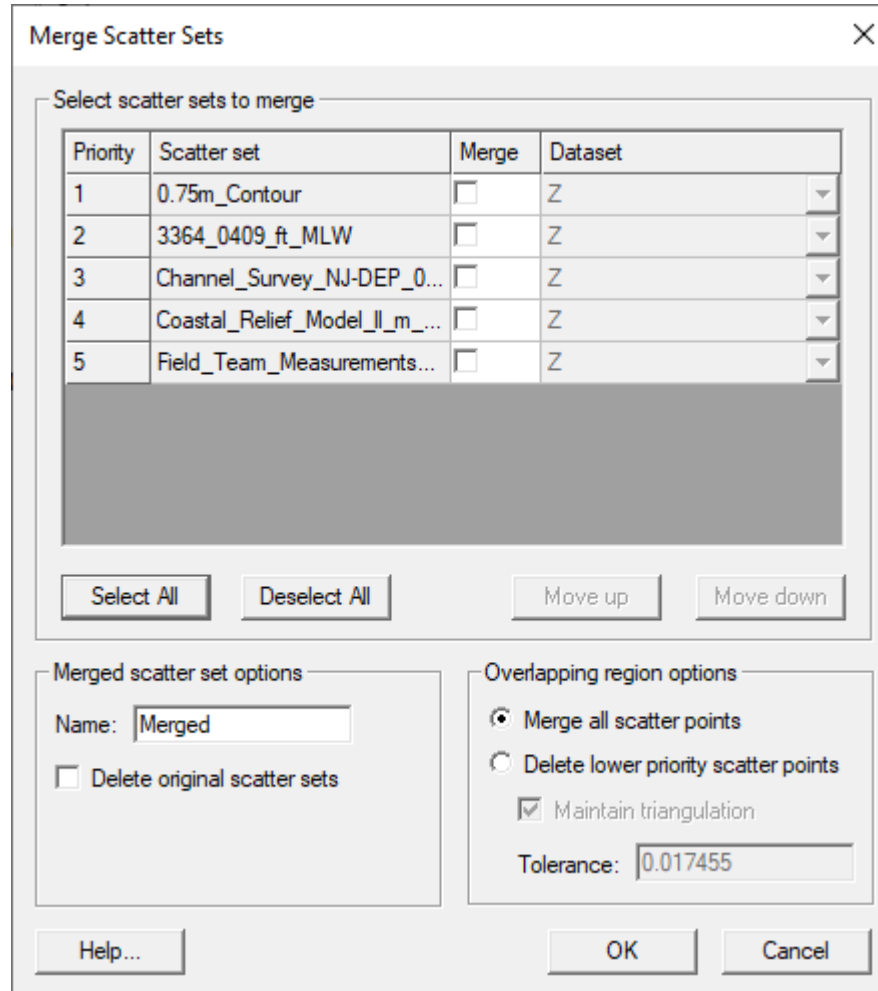 Merge Scatter Sets
Select scatter sets to merge
Priority Scatter set Merge Dataset
1 0.75m_Contour Z
2 3364_0409_ft_MLW Z
3 Channel_Survey_NJ-DEP_0... Z
4 Coastal_Relief_Model_II_m_... Z
5 Field_Team_Measurements... Z
Select All Deselect All Move up Move down
Merged scatter set options
Name: Merged
Delete original scatter sets
Overlapping region options
Merge all scatter points
Delete lower priority scatter points
Maintain triangulation
Tolerance: 0.017455
Help... OK Cancel